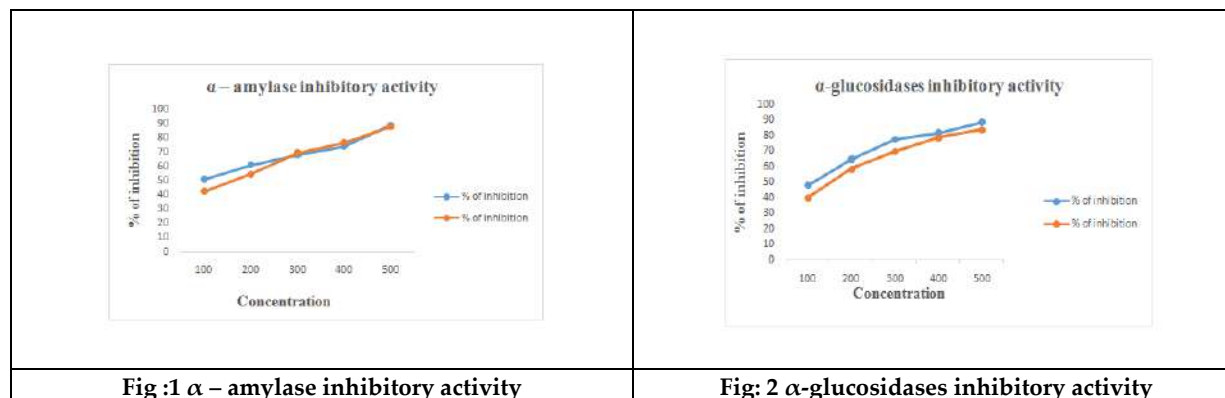 α – amylase inhibitory activity
100
90
80
70
60
50
40
30
20
10
0
% of inhibition
100 200 300 400 500
Concentration
% of inhibition
% of inhibition
Fig :1 α – amylase inhibitory activity
α-glucosidases inhibitory activity
100
90
80
70
60
50
40
30
20
10
0
% of inhibition
100 200 300 400 500
Concentration
% of inhibition
% of inhibition
Fig: 2 α-glucosidases inhibitory activity